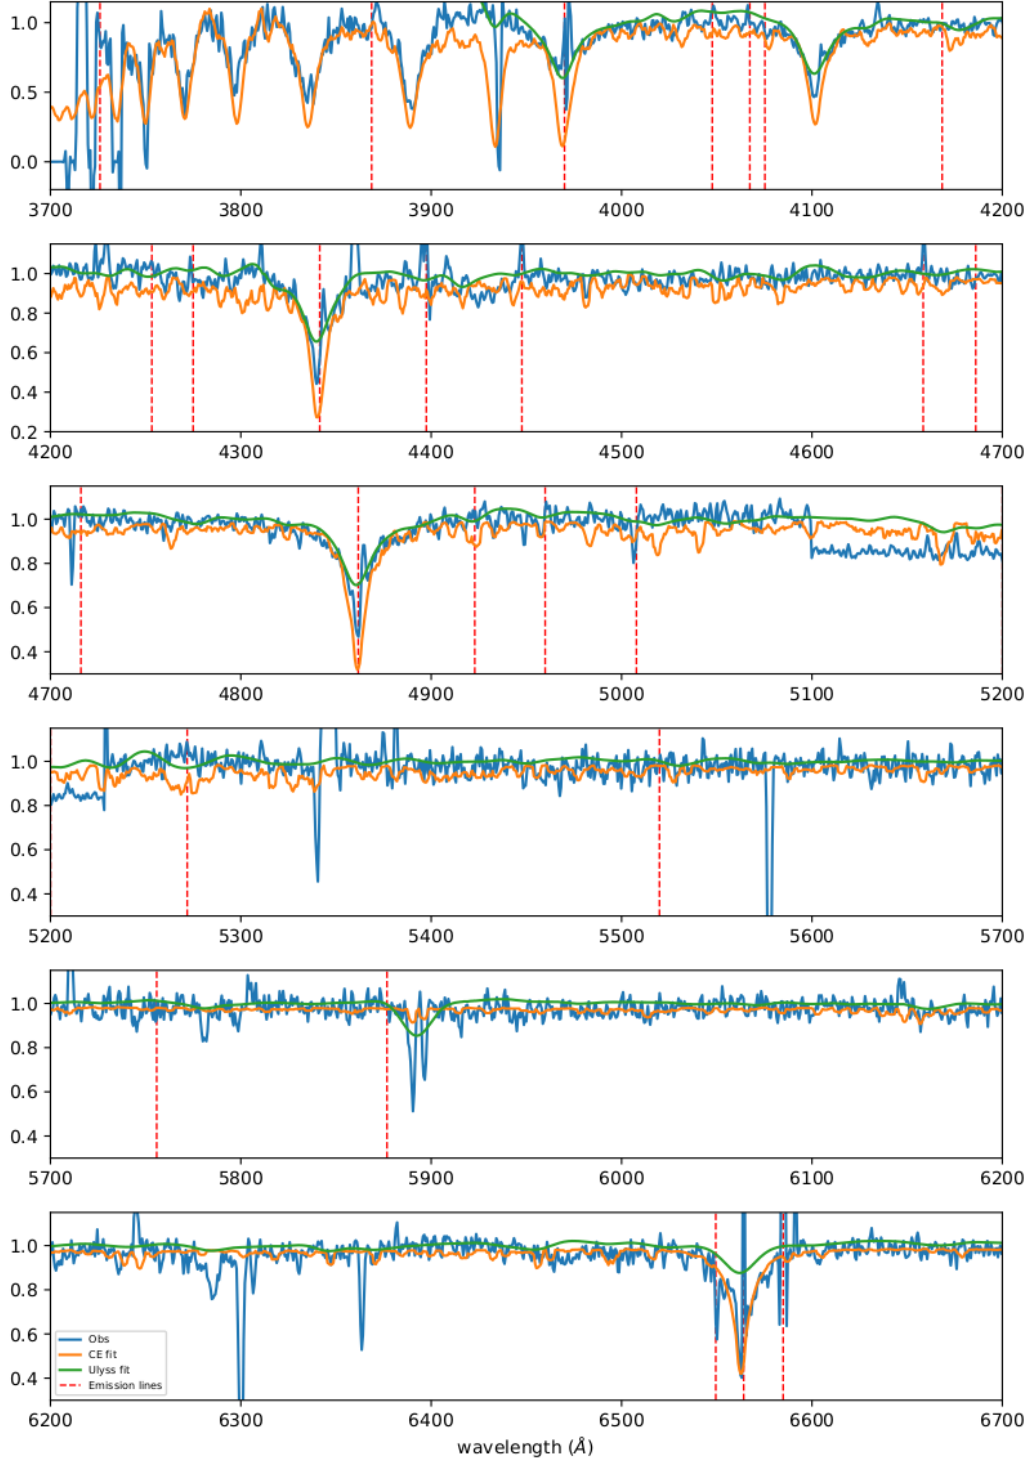 1.0
0.5
0.0
3700 3800 3900 4000 4100 4200
1.0
0.8
0.6
0.4
0.2
4200 4300 4400 4500 4600 4700
1.0
0.8
0.6
0.4
4700 4800 4900 5000 5100 5200
1.0
0.8
0.6
0.4
5200 5300 5400 5500 5600 5700
1.0
0.8
0.6
0.4
5700 5800 5900 6000 6100 6200
1.0
0.8
0.6
0.4
Obs
CE fit
Ulyss fit
Emission lines
6200 6300 6400 6500 6600 6700
wavelength (Å)